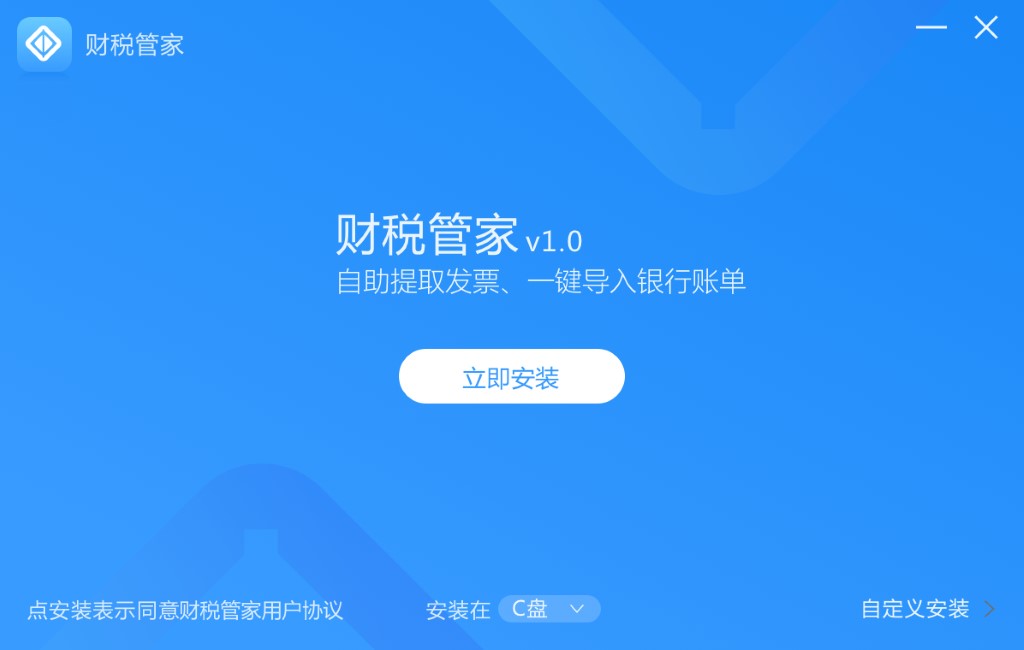 财税管家
财税管家 v1.0
自助提取发票、一键导入银行账单
立即安装
点安装表示同意财税管家用户协议 安装在 C盘 自定义安装